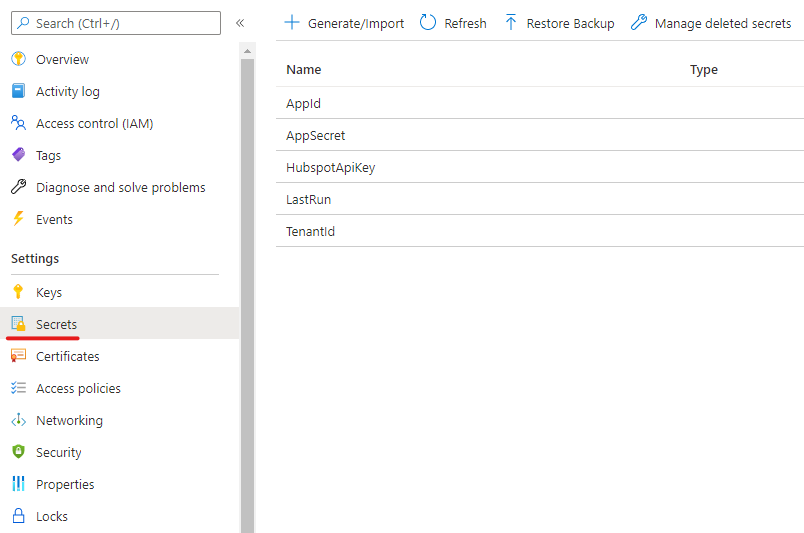 Search (Ctrl+/)
«
Overview
Activity log
Access control (IAM)
Tags
Diagnose and solve problems
Events
Settings
Keys
Secrets
Certificates
Access policies
Networking
Security
Properties
Locks
Generate/Import Refresh Restore Backup Manage deleted secrets
Name Type
AppId
AppSecret
HubspotApiKey
LastRun
TenantId